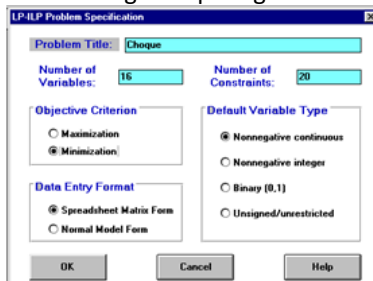 LP-ILP Problem Specification
Problem Title: Choque
Number of Variables: 16
Number of Constraints: 20
Objective Criterion
Maximization
Minimization
Default Variable Type
Nonnegative continuous
Nonnegative integer
Binary (0,1)
Unsigned/unrestricted
Data Entry Format
Spreadsheet Matrix Form
Normal Model Form
OK Cancel Help